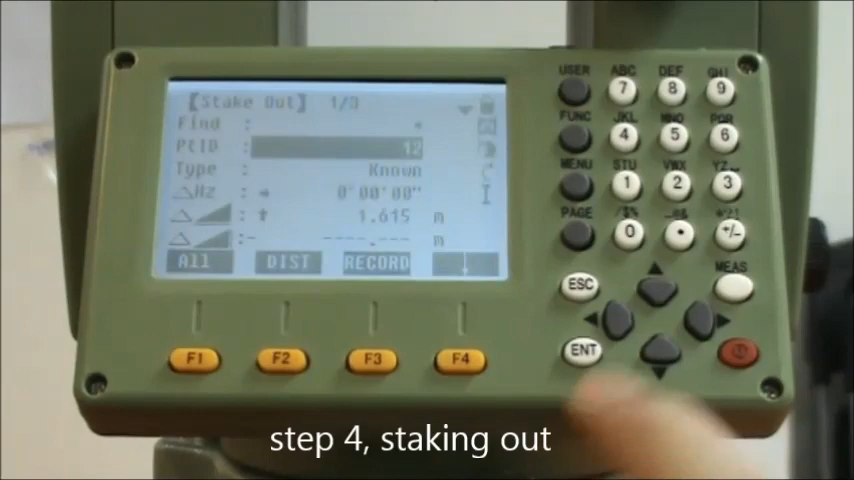 【Stake Out】 1/3
Find :
PtID : 12
Type : Known
△Hz : 0°00'00"
△ : 1.615 m
△ :- ----.--- m
All DIST RECORD
USER ABC DEF GHI
7 8 9
FUNC JKL MNO PQR
4 5 6
MENU STU VWX YZ
1 2 3
PAGE /$%
0 • +/-
ESC MEAS
ENT
F1 F2 F3 F4
step 4, staking out